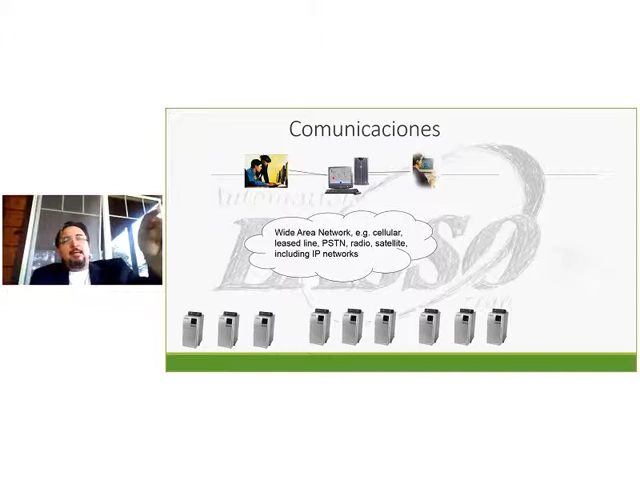 Comunicaciones
Wide Area Network, e.g. cellular,
leased line, PSTN, radio, satellite,
including IP networks